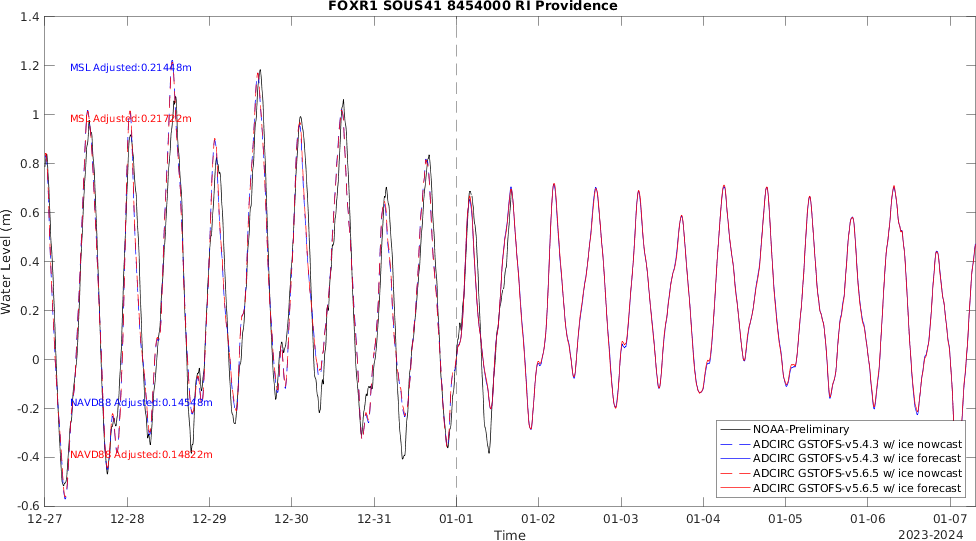 FOXR1 SOUS41 8454000 RI Providence
1.4
1.2
1
0.8
0.6
0.4
0.2
0
-0.2
-0.4
-0.6
Water Level (m)
MSL Adjusted:0.21448m
MSL Adjusted:0.21722m
NAVD88 Adjusted:0.14548m
NAVD88 Adjusted:0.14822m
NOAA-Preliminary
ADCIRC GSTOFS-v5.4.3 w/ ice nowcast
ADCIRC GSTOFS-v5.4.3 w/ ice forecast
ADCIRC GSTOFS-v5.6.5 w/ ice nowcast
ADCIRC GSTOFS-v5.6.5 w/ ice forecast
12-27 12-28 12-29 12-30 12-31 01-01 01-02 01-03 01-04 01-05 01-06 01-07
Time
2023-2024